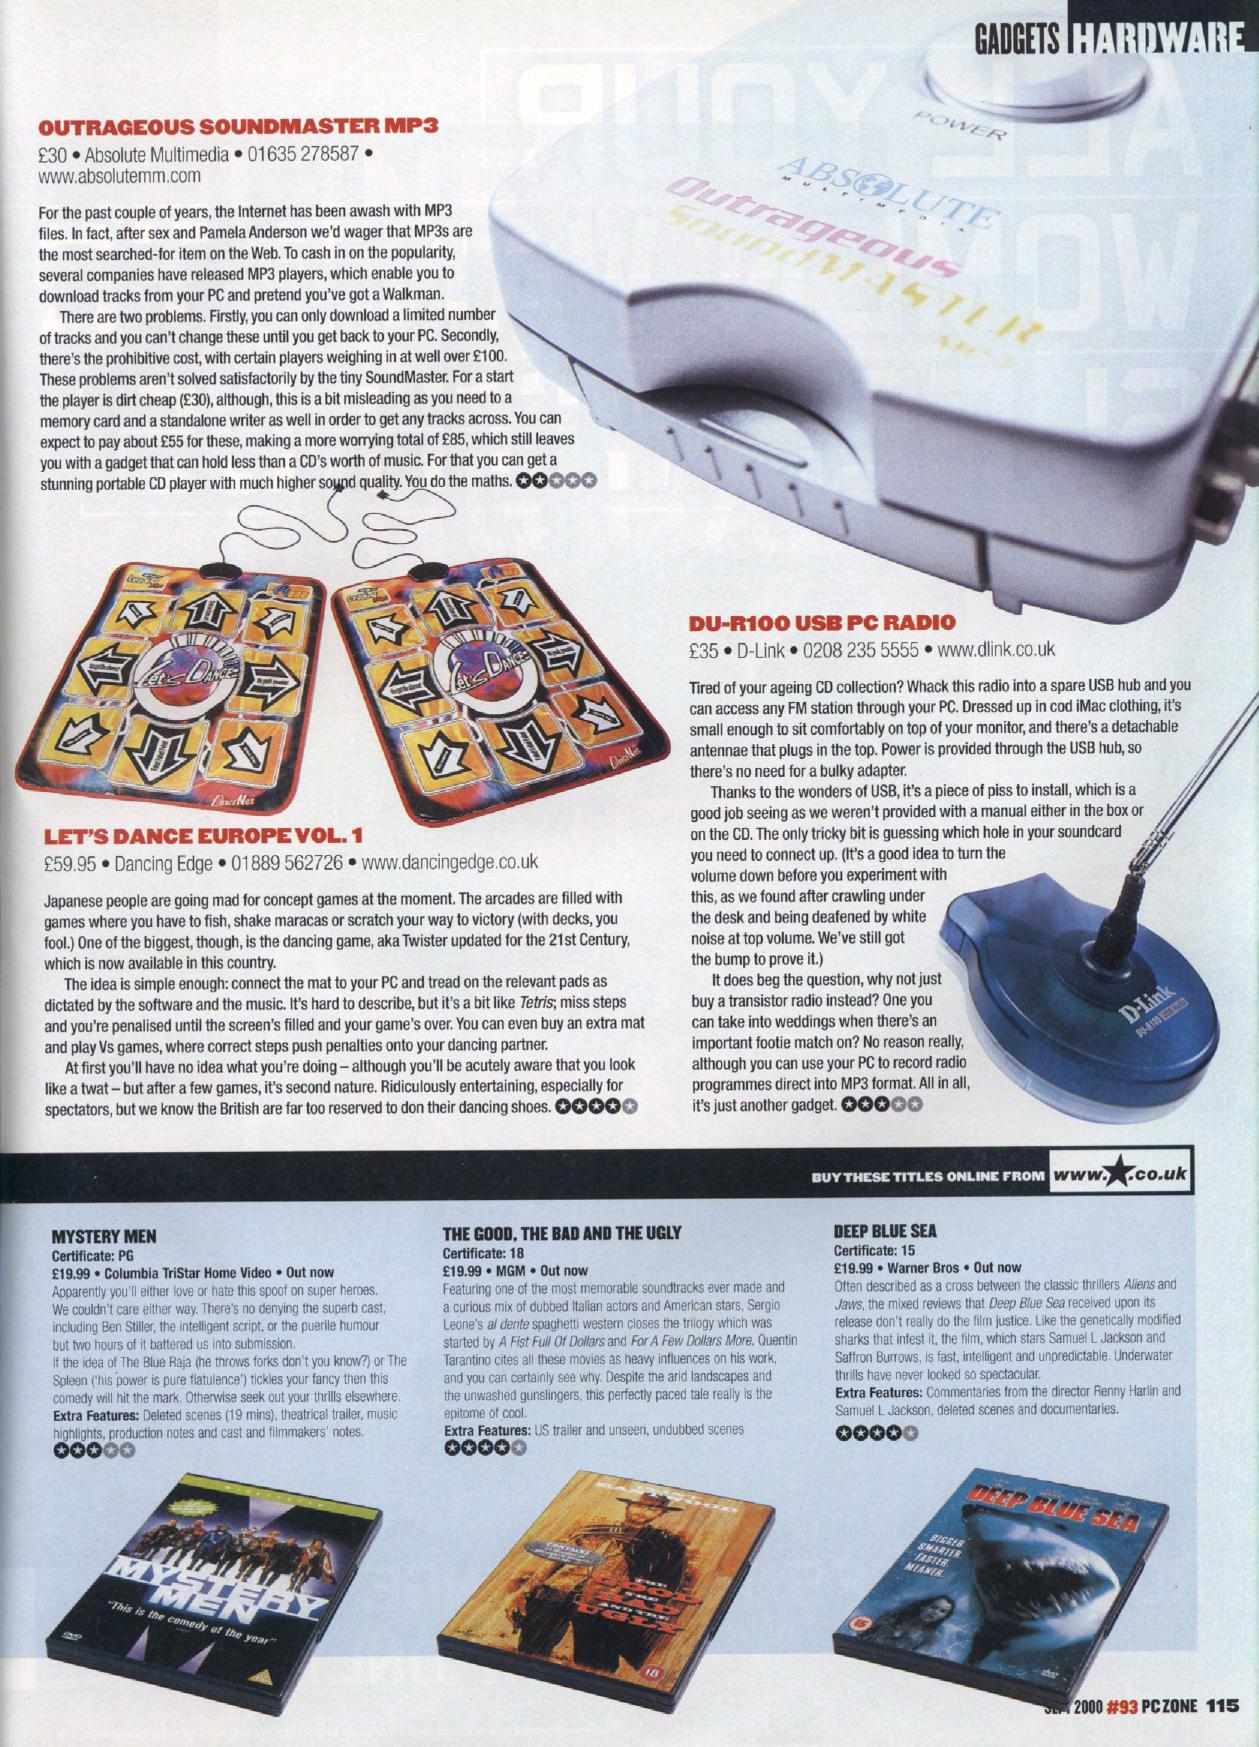 GADGETS HARDWARE
OUTRAGEOUS SOUNDMASTER MP3
£30 • Absolute Multimedia • 01635 278587 •
www.absolutemm.com
For the past couple of years, the Internet has been awash with MP3
files. In fact, after sex and Pamela Anderson we'd wager that MP3s are
the most searched-for item on the Web. To cash in on the popularity,
several companies have released MP3 players, which enable you to
download tracks from your PC and pretend you've got a Walkman.
There are two problems. Firstly, you can only download a limited number
of tracks and you can't change these until you get back to your PC. Secondly,
there's the prohibitive cost, with certain players weighing in at well over £100.
These problems aren't solved satisfactorily by the tiny SoundMaster. For a start
the player is dirt cheap (£30), although, this is a bit misleading as you need to a
memory card and a standalone writer as well in order to get any tracks across. You can
expect to pay about £55 for these, making a more worrying total of £85, which still leaves
you with a gadget that can hold less than a CD's worth of music. For that you can get a
stunning portable CD player with much higher sound quality. You do the maths.
POWER
ABSOLUTE
MULTIMEDIA
Outrageous
SoundMASTER
MP3
Let's Dance
DanceNet
Let's Dance
DanceNet
LET'S DANCE EUROPE VOL. 1
£59.95 • Dancing Edge • 01889 562726 • www.dancingedge.co.uk
Japanese people are going mad for concept games at the moment. The arcades are filled with
games where you have to fish, shake maracas or scratch your way to victory (with decks, you
fool.) One of the biggest, though, is the dancing game, aka Twister updated for the 21st Century,
which is now available in this country.
The idea is simple enough: connect the mat to your PC and tread on the relevant pads as
dictated by the software and the music. It's hard to describe, but it's a bit like Tetris; miss steps
and you're penalised until the screen's filled and your game's over. You can even buy an extra mat
and play Vs games, where correct steps push penalties onto your dancing partner.
At first you'll have no idea what you're doing – although you'll be acutely aware that you look
like a twat – but after a few games, it's second nature. Ridiculously entertaining, especially for
spectators, but we know the British are far too reserved to don their dancing shoes.
DU-R100 USB PC RADIO
£35 • D-Link • 0208 235 5555 • www.dlink.co.uk
Tired of your ageing CD collection? Whack this radio into a spare USB hub and you
can access any FM station through your PC. Dressed up in cod iMac clothing, it's
small enough to sit comfortably on top of your monitor, and there's a detachable
antennae that plugs in the top. Power is provided through the USB hub, so
there's no need for a bulky adapter.
Thanks to the wonders of USB, it's a piece of piss to install, which is a
good job seeing as we weren't provided with a manual either in the box or
on the CD. The only tricky bit is guessing which hole in your soundcard
you need to connect up. (It's a good idea to turn the
volume down before you experiment with
this, as we found after crawling under
the desk and being deafened by white
noise at top volume. We've still got
the bump to prove it.)
It does beg the question, why not just
buy a transistor radio instead? One you
can take into weddings when there's an
important footie match on? No reason really,
although you can use your PC to record radio
programmes direct into MP3 format. All in all,
it's just another gadget.
D-Link
DU-R100 USB Radio
BUY THESE TITLES ONLINE FROM www.★.co.uk
MYSTERY MEN
Certificate: PG
£19.99 • Columbia TriStar Home Video • Out now
Apparently you'll either love or hate this spoof on super heroes.
We couldn't care either way. There's no denying the superb cast,
including Ben Stiller, the intelligent script, or the puerile humour
but two hours of it battered us into submission.
If the idea of The Blue Raja (he throws forks don't you know?) or The
Spleen ('his power is pure flatulence') tickles your fancy then this
comedy will hit the mark. Otherwise seek out your thrills elsewhere.
Extra Features: Deleted scenes (19 mins), theatrical trailer, music
highlights, production notes and cast and filmmakers' notes.
THE GOOD, THE BAD AND THE UGLY
Certificate: 18
£19.99 • MGM • Out now
Featuring one of the most memorable soundtracks ever made and
a curious mix of dubbed Italian actors and American stars, Sergio
Leone's al dente spaghetti western closes the trilogy which was
started by A Fist Full Of Dollars and For A Few Dollars More. Quentin
Tarantino cites all these movies as heavy influences on his work,
and you can certainly see why. Despite the arid landscapes and
the unwashed gunslingers, this perfectly paced tale really is the
epitome of cool.
Extra Features: US trailer and unseen, undubbed scenes
DEEP BLUE SEA
Certificate: 15
£19.99 • Warner Bros • Out now
Often described as a cross between the classic thrillers Aliens and
Jaws, the mixed reviews that Deep Blue Sea received upon its
release don't really do the film justice. Like the genetically modified
sharks that infest it, the film, which stars Samuel L Jackson and
Saffron Burrows, is fast, intelligent and unpredictable. Underwater
thrills have never looked so spectacular.
Extra Features: Commentaries from the director Renny Harlin and
Samuel L Jackson, deleted scenes and documentaries.
WIDESCREEN
MYSTERY
MEN
"This is the comedy of the year"
DVD
PG
EASTWOOD
CONTAINS
THE
GOOD
THE
BAD
AND THE
UGLY
18
DEEP BLUE SEA
BIGGER
SMARTER
FASTER
MEANER
15
SEPT 2000 #93 PC ZONE 115